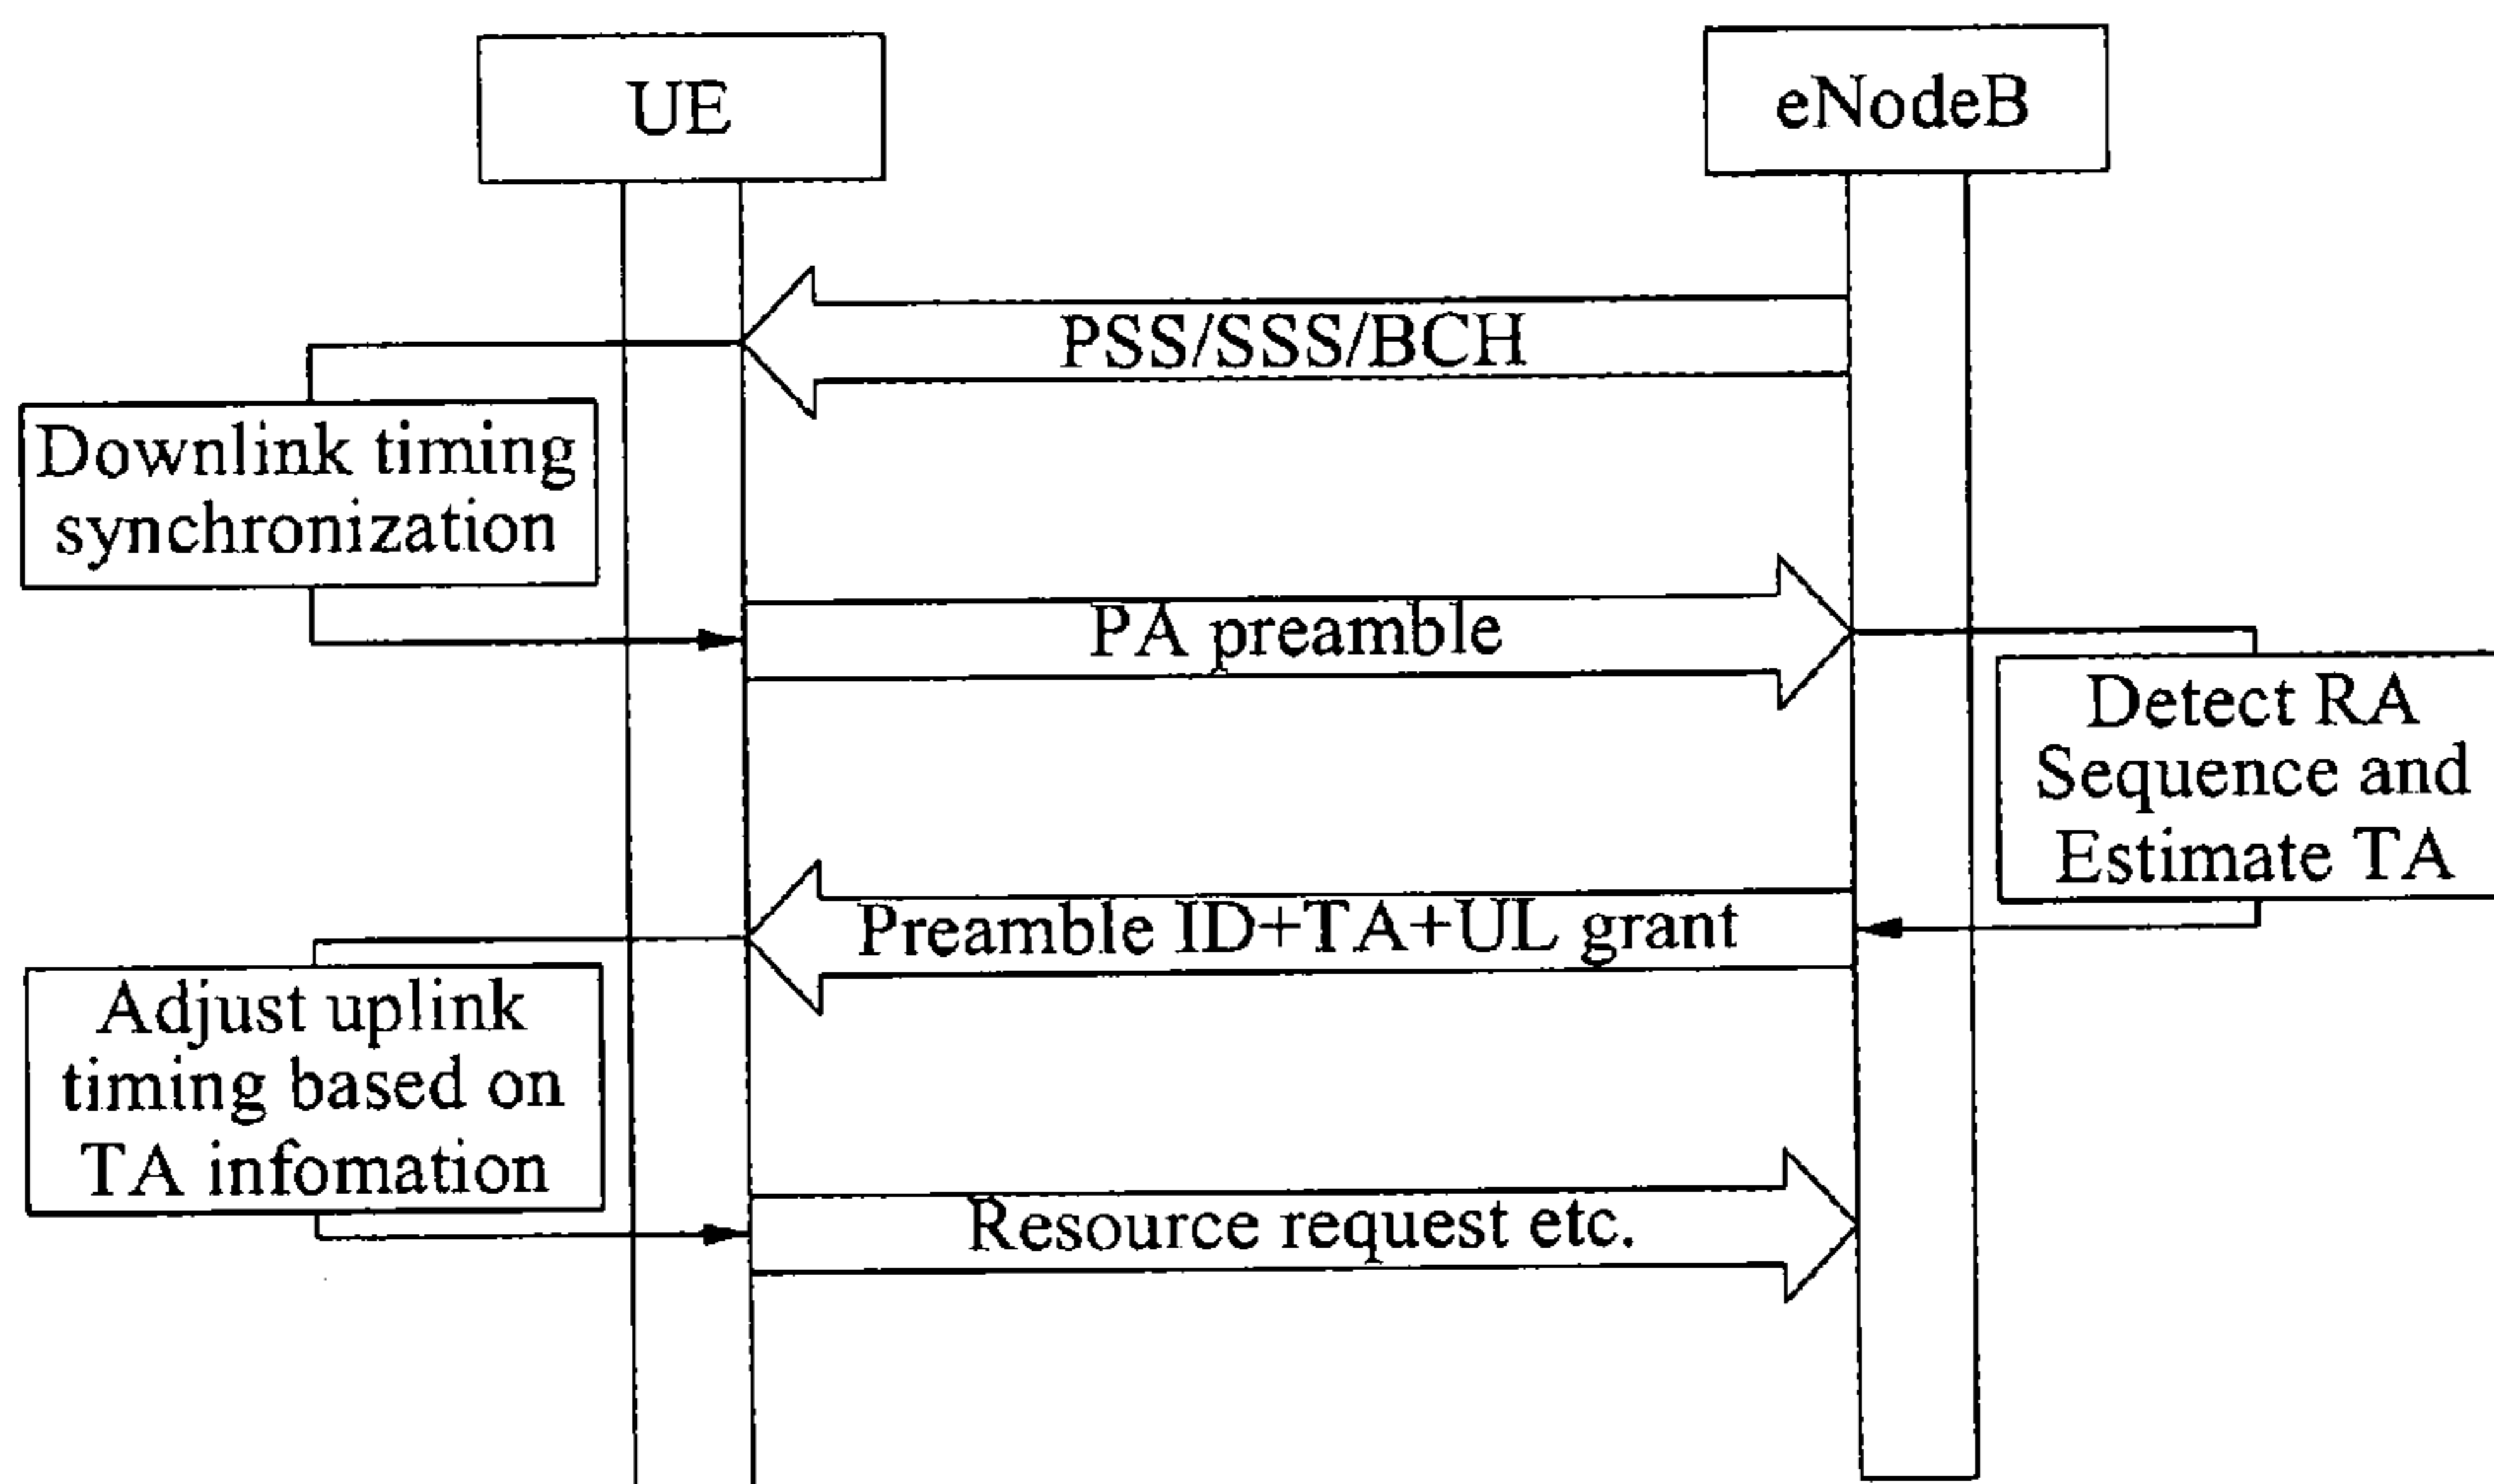 UE
eNodeB
PSS/SSS/BCH
Downlink timing
synchronization
PA preamble
Detect RA
Sequence and
Estimate TA
Preamble ID+TA+UL grant
Adjust uplink
timing based on
TA infomation
Resource request etc.